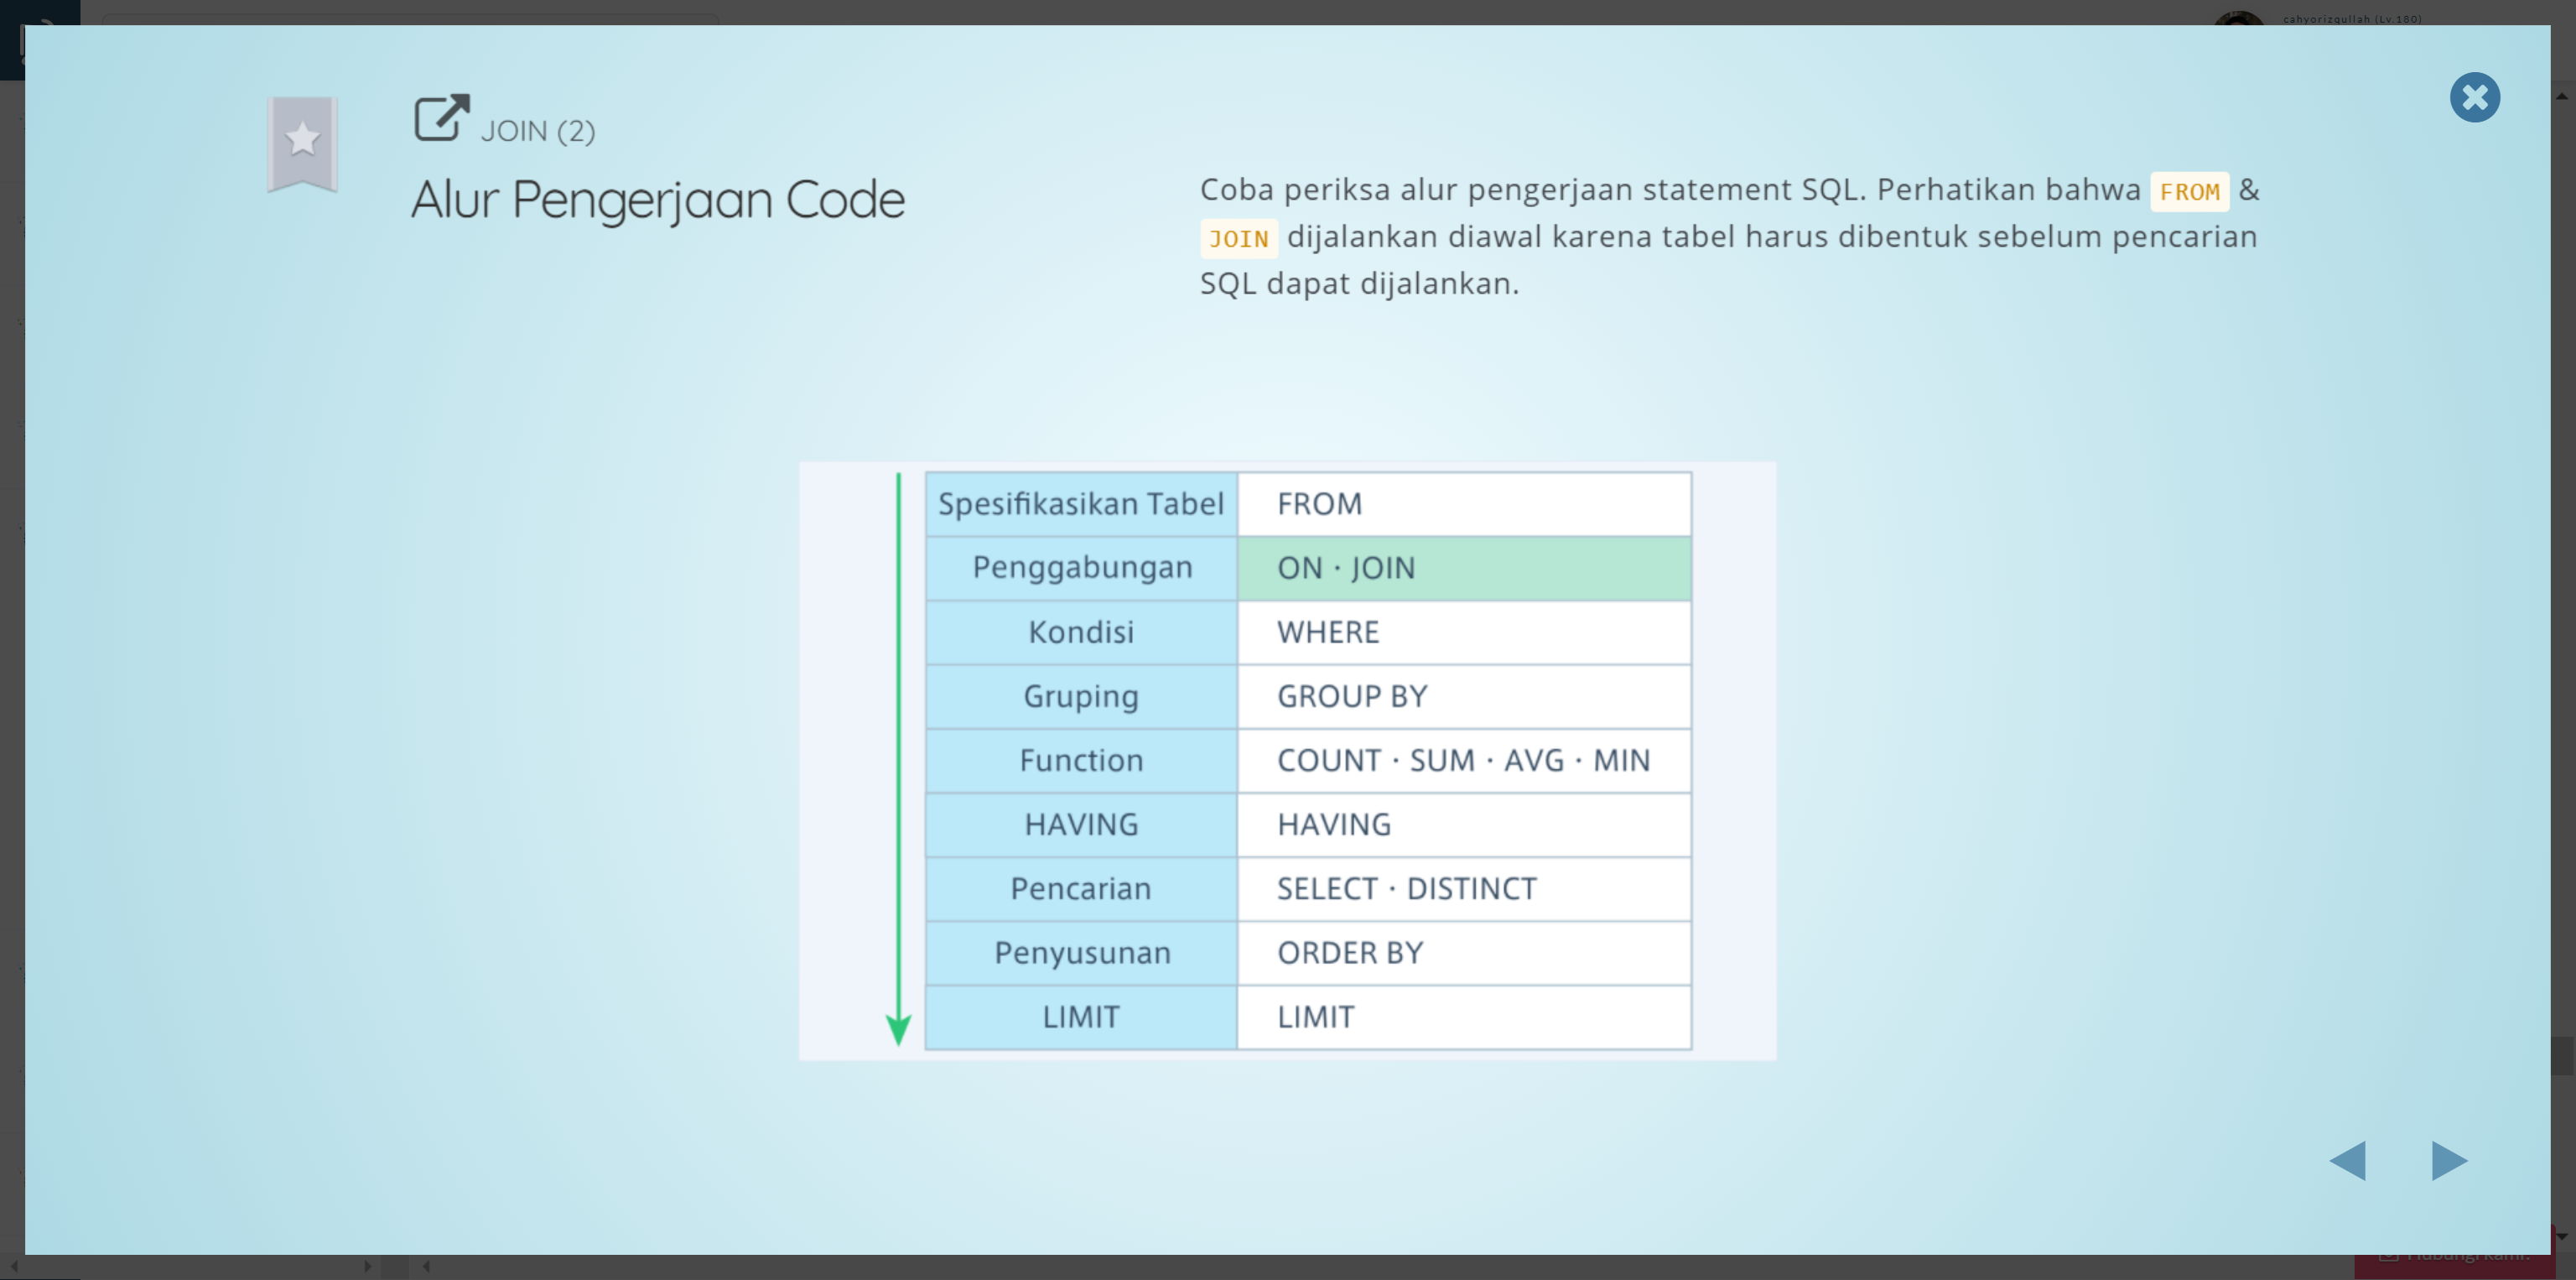 cahyorizqullah (Lv.180)
JOIN (2)
Alur Pengerjaan Code
Coba periksa alur pengerjaan statement SQL. Perhatikan bahwa FROM &
JOIN dijalankan diawal karena tabel harus dibentuk sebelum pencarian
SQL dapat dijalankan.
Spesifikasikan Tabel FROM
Penggabungan ON · JOIN
Kondisi WHERE
Gruping GROUP BY
Function COUNT · SUM · AVG · MIN
HAVING HAVING
Pencarian SELECT · DISTINCT
Penyusunan ORDER BY
LIMIT LIMIT
Hubungi kami.